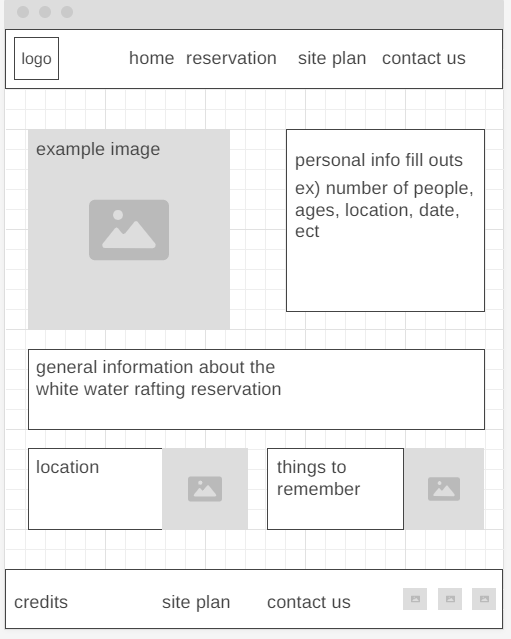 logo
home reservation site plan contact us
example image
personal info fill outs
ex) number of people,
ages, location, date,
ect
general information about the
white water rafting reservation
location
things to
remember
credits site plan contact us